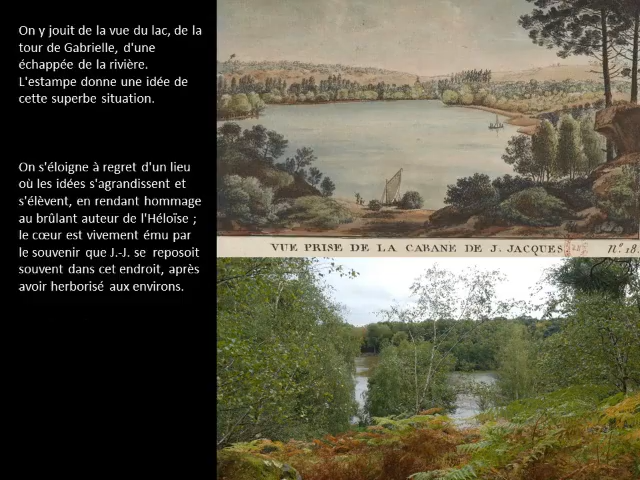 On y jouit de la vue du lac, de la
tour de Gabrielle, d'une
échappée de la rivière.
L'estampe donne une idée de
cette superbe situation.
On s'éloigne à regret d'un lieu
où les idées s'agrandissent et
s'élèvent, en rendant hommage
au brûlant auteur de l'Héloïse ;
le cœur est vivement ému par
le souvenir que J.-J. se reposoit
souvent dans cet endroit, après
avoir herborisé aux environs.
VUE PRISE DE LA CABANE DE J. JACQUES. N.º 18.